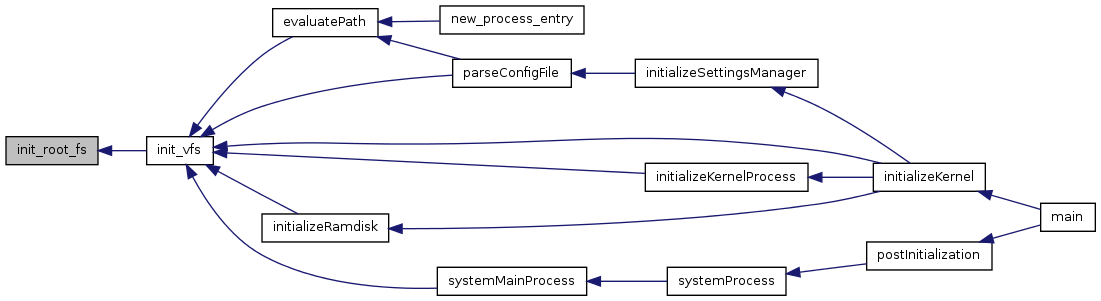 evaluatePath
new_process_entry
parseConfigFile
initializeSettingsManager
init_root_fs
init_vfs
initializeKernelProcess
initializeKernel
initializeRamdisk
main
postInitialization
systemMainProcess
systemProcess